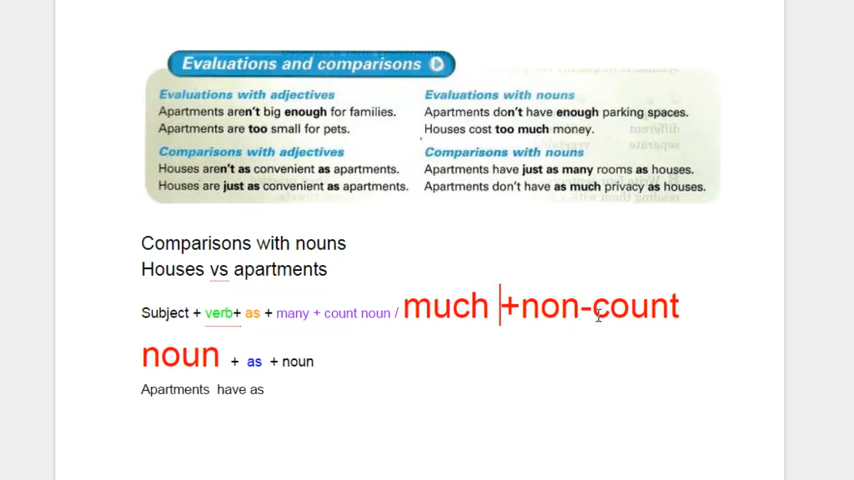 Evaluations and comparisons
Evaluations with adjectives
Apartments aren't big enough for families.
Apartments are too small for pets.
Comparisons with adjectives
Houses aren't as convenient as apartments.
Houses are just as convenient as apartments.
Evaluations with nouns
Apartments don't have enough parking spaces.
Houses cost too much money.
Comparisons with nouns
Apartments have just as many rooms as houses.
Apartments don't have as much privacy as houses.
Comparisons with nouns
Houses vs apartments
Subject + verb+ as + many + count noun / much +non-count
noun + as + noun
Apartments have as